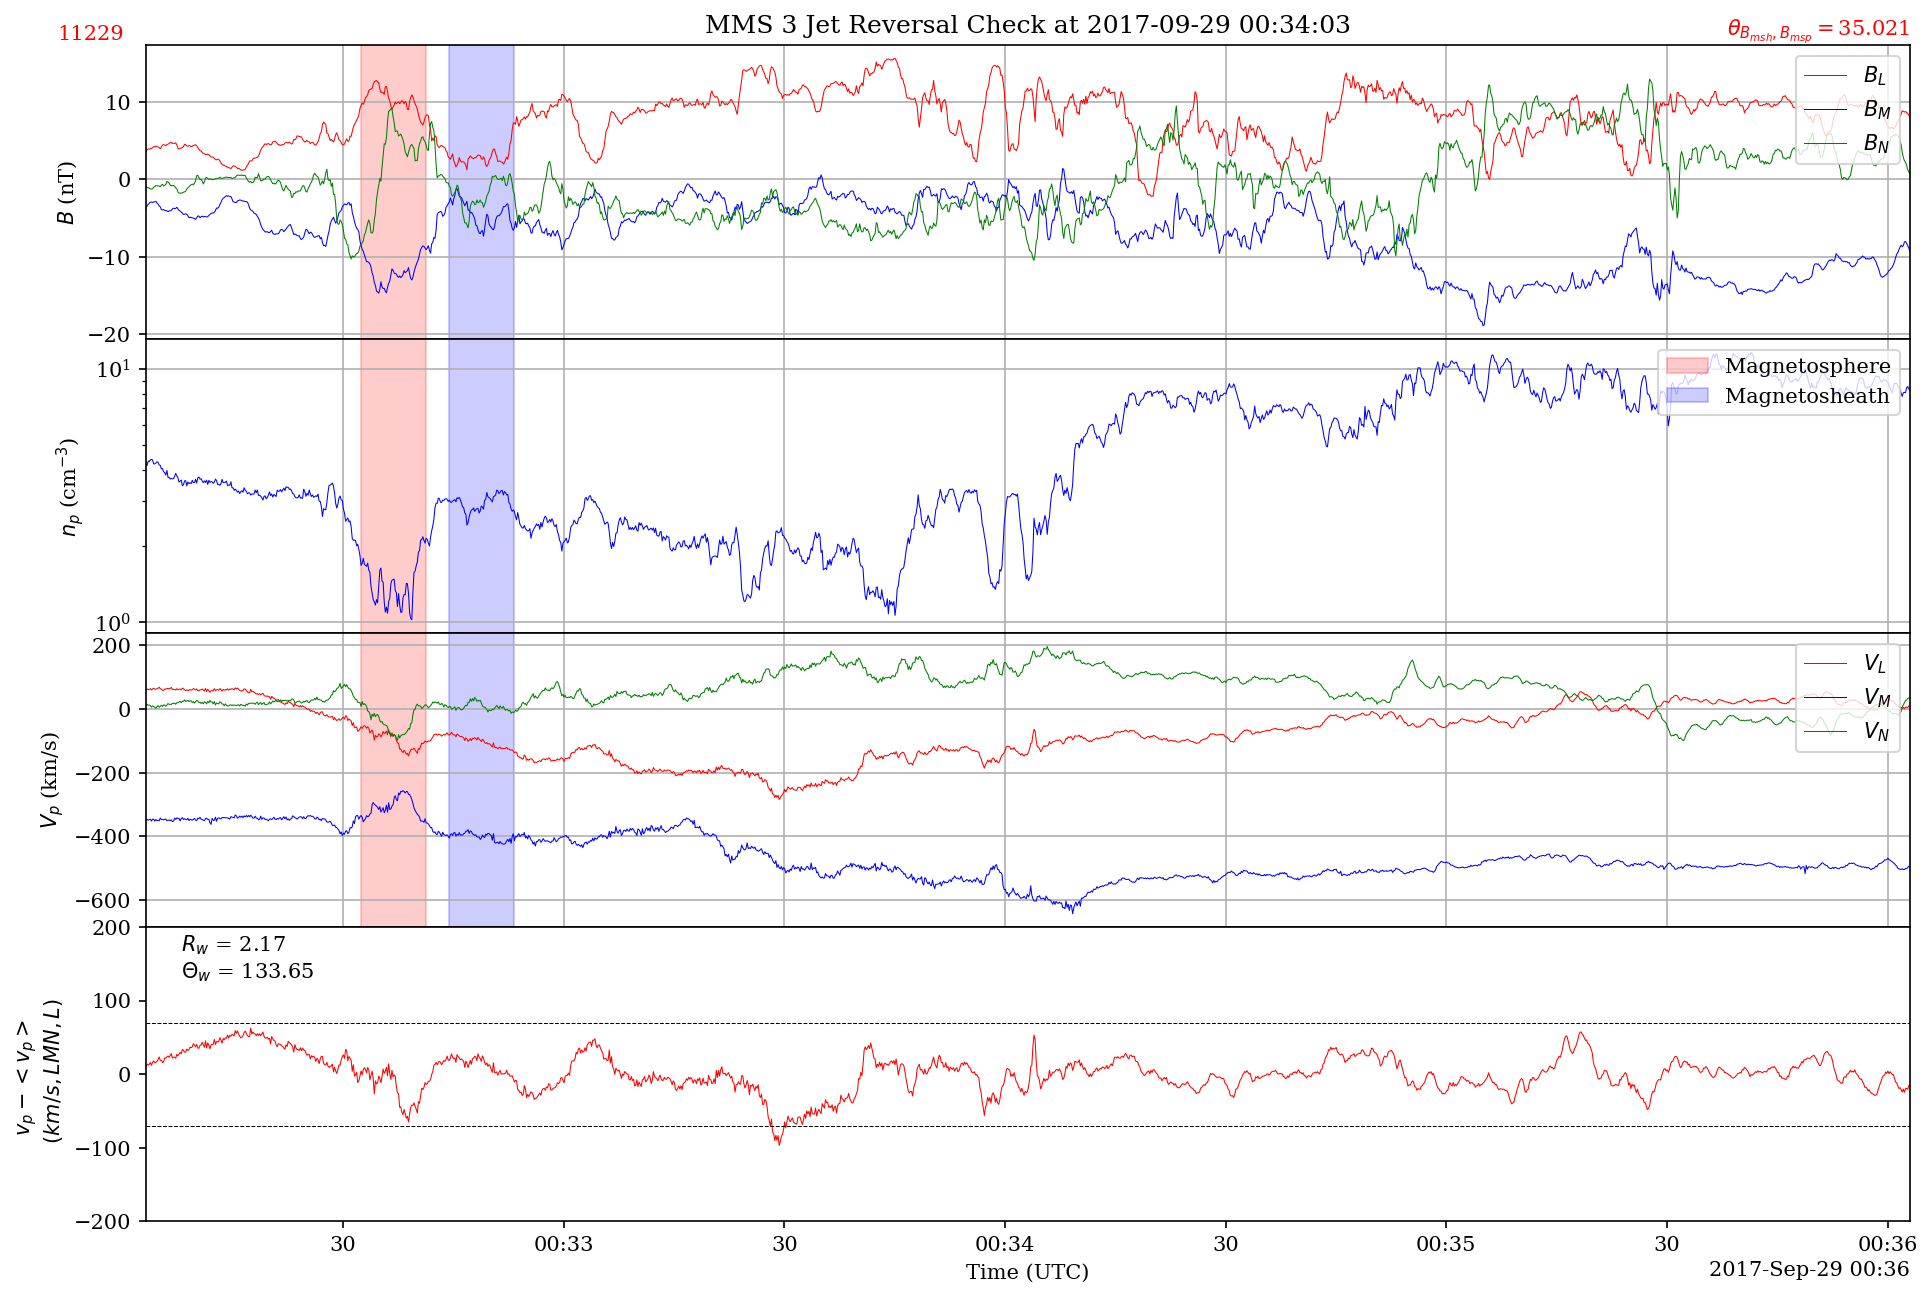 MMS 3 Jet Reversal Check at 2017-09-29 00:34:03
11229
θ_{B_{msh}, B_{msp}} = 35.021
B (nT)
10
0
−10
−20
B_L
B_M
B_N
n_p (cm^{−3})
10^1
10^0
Magnetosphere
Magnetosheath
V_p (km/s)
200
0
−200
−400
−600
V_L
V_M
V_N
v_p − <v_p>
(km/s, LMN, L)
200
100
0
−100
−200
R_w = 2.17
Θ_w = 133.65
30
00:33
30
00:34
30
00:35
30
00:36
Time (UTC)
2017-Sep-29 00:36